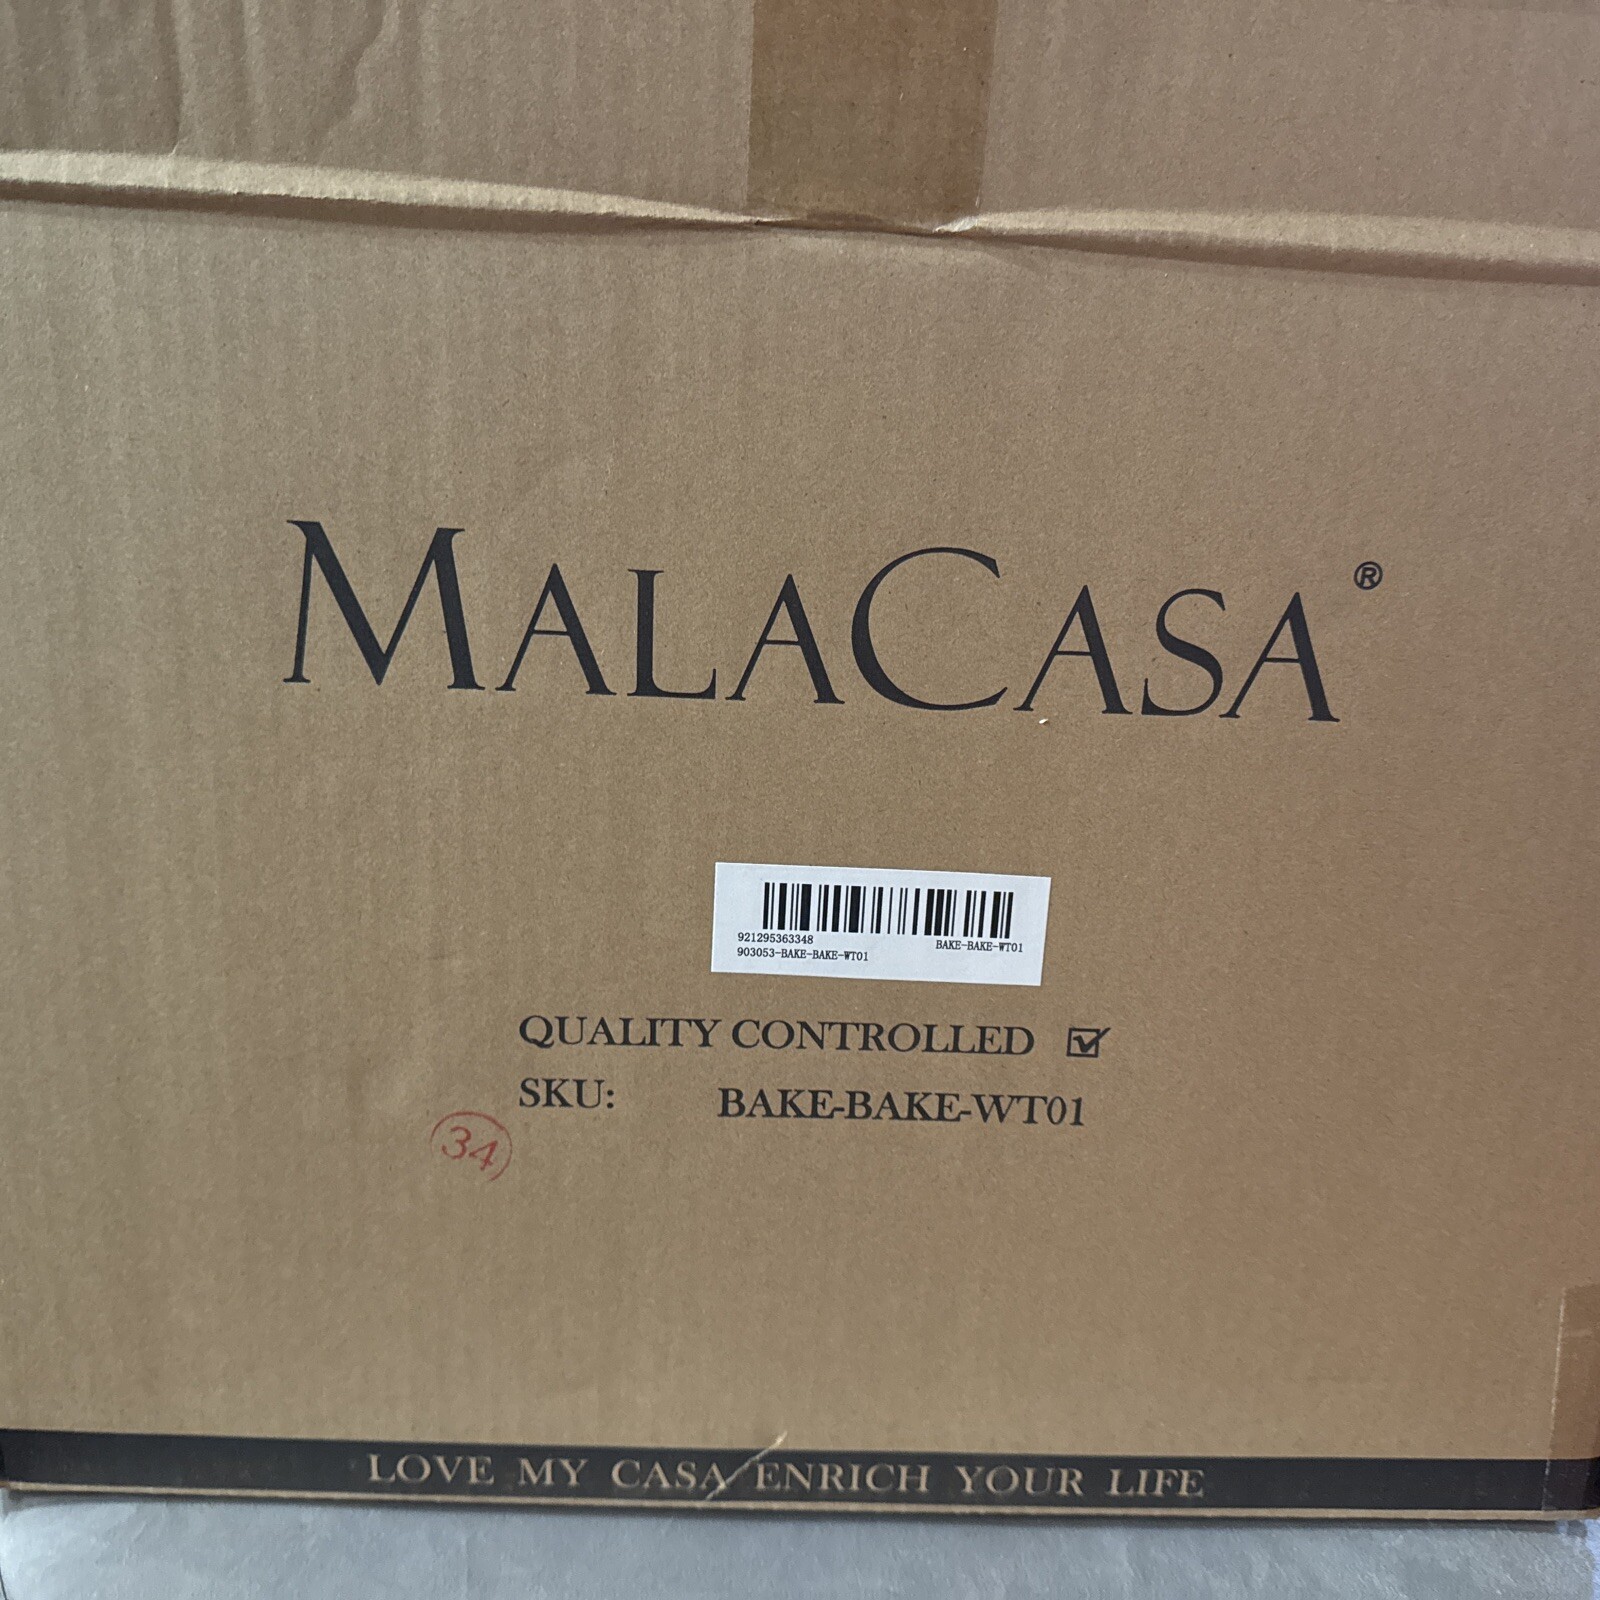 MALACASA®
921295363348 BAKE-BAKE-WT01
903053-BAKE-BAKE-WT01
QUALITY CONTROLLED ☑
SKU: BAKE-BAKE-WT01
34
LOVE MY CASA ENRICH YOUR LIFE